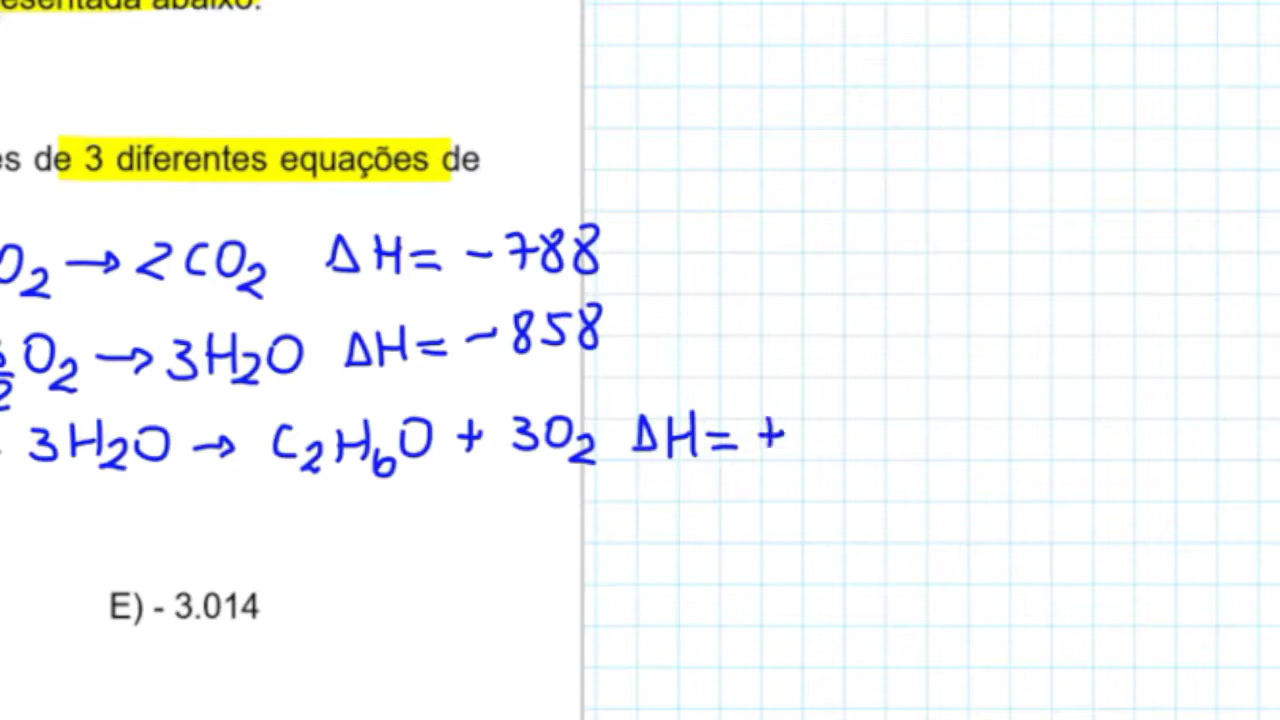 esentada abaixo.
es de 3 diferentes equações de
O₂ → 2CO₂ ΔH= -788
O₂ → 3H₂O ΔH= -858
3H₂O → C₂H₆O + 3O₂ ΔH= +
E) - 3.014